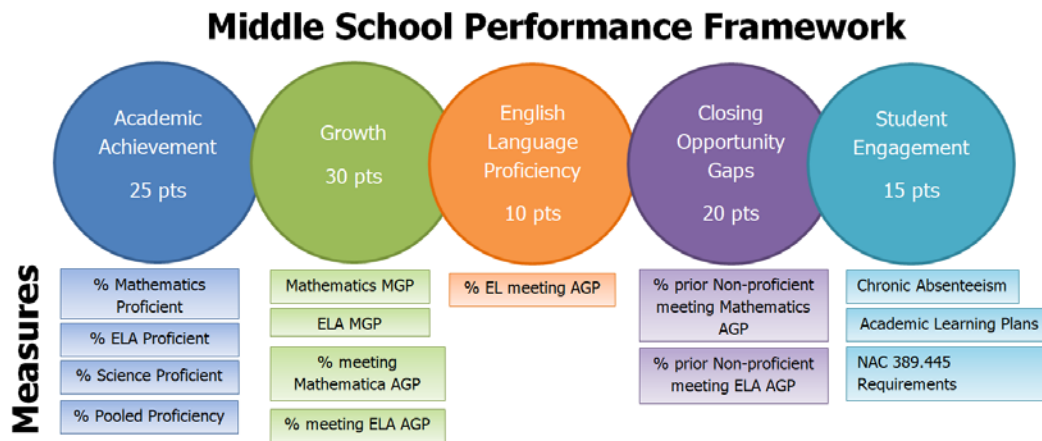 Middle School Performance Framework
Academic
Achievement
25 pts
Growth
30 pts
English
Language
Proficiency
10 pts
Closing
Opportunity
Gaps
20 pts
Student
Engagement
15 pts
Measures
% Mathematics
Proficient
% ELA Proficient
% Science Proficient
% Pooled Proficiency
Mathematics MGP
ELA MGP
% meeting
Mathematica AGP
% meeting ELA AGP
% EL meeting AGP
% prior Non-proficient
meeting Mathematics
AGP
% prior Non-proficient
meeting ELA AGP
Chronic Absenteeism
Academic Learning Plans
NAC 389.445
Requirements